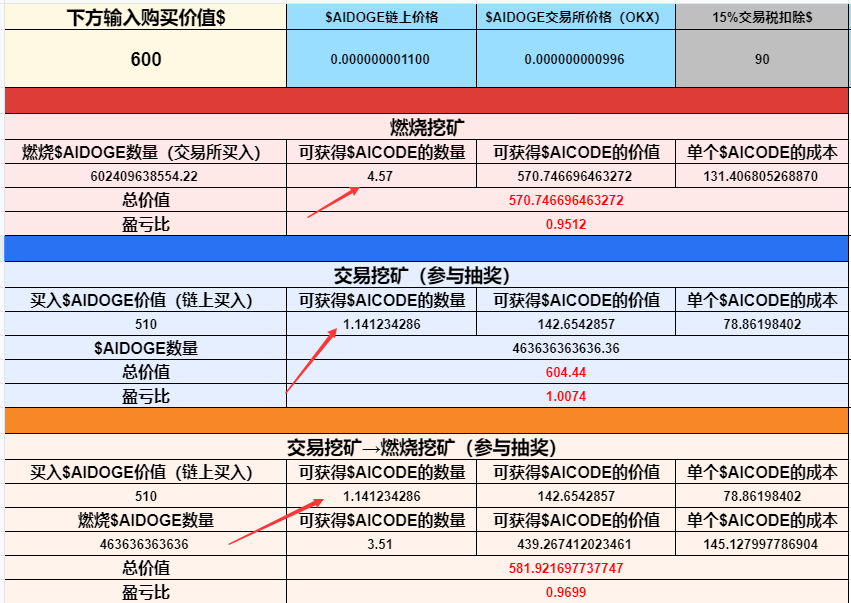 下方输入购买价值$ $AIDOGE链上价格 $AIDOGE交易所价格（OKX） 15%交易税扣除$
600 0.000000001100 0.000000000996 90
燃烧挖矿
燃烧$AIDOGE数量（交易所买入） 可获得$AICODE的数量 可获得$AICODE的价值 单个$AICODE的成本
602409638554.22 4.57 570.746696463272 131.406805268870
总价值 570.746696463272
盈亏比 0.9512
交易挖矿（参与抽奖）
买入$AIDOGE价值（链上买入） 可获得$AICODE的数量 可获得$AICODE的价值 单个$AICODE的成本
510 1.141234286 142.6542857 78.86198402
$AIDOGE数量 463636363636.36
总价值 604.44
盈亏比 1.0074
交易挖矿→燃烧挖矿（参与抽奖）
买入$AIDOGE价值（链上买入） 可获得$AICODE的数量 可获得$AICODE的价值 单个$AICODE的成本
510 1.141234286 142.6542857 78.86198402
燃烧$AIDOGE数量 可获得$AICODE的数量 可获得$AICODE的价值 单个$AICODE的成本
463636363636 3.51 439.267412023461 145.127997786904
总价值 581.921697737747
盈亏比 0.9699